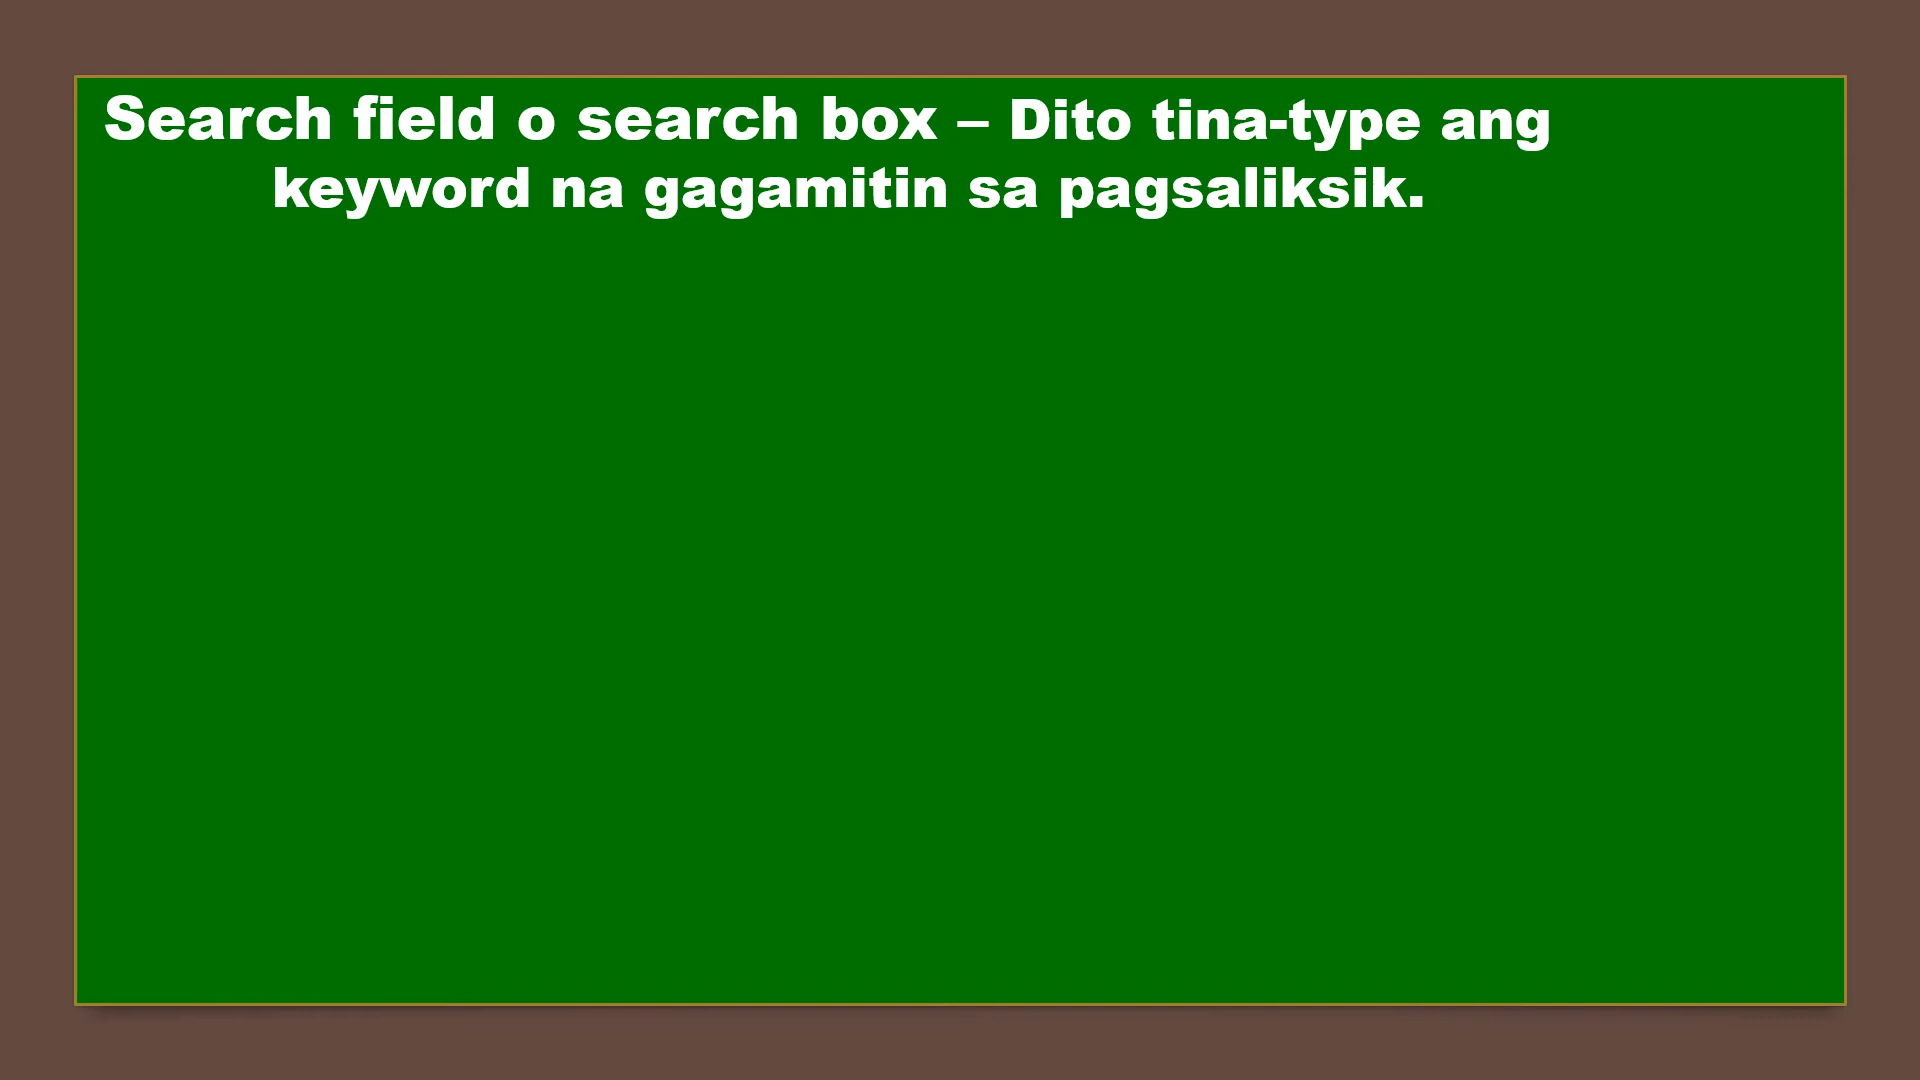 Search field o search box – Dito tina-type ang
keyword na gagamitin sa pagsaliksik.